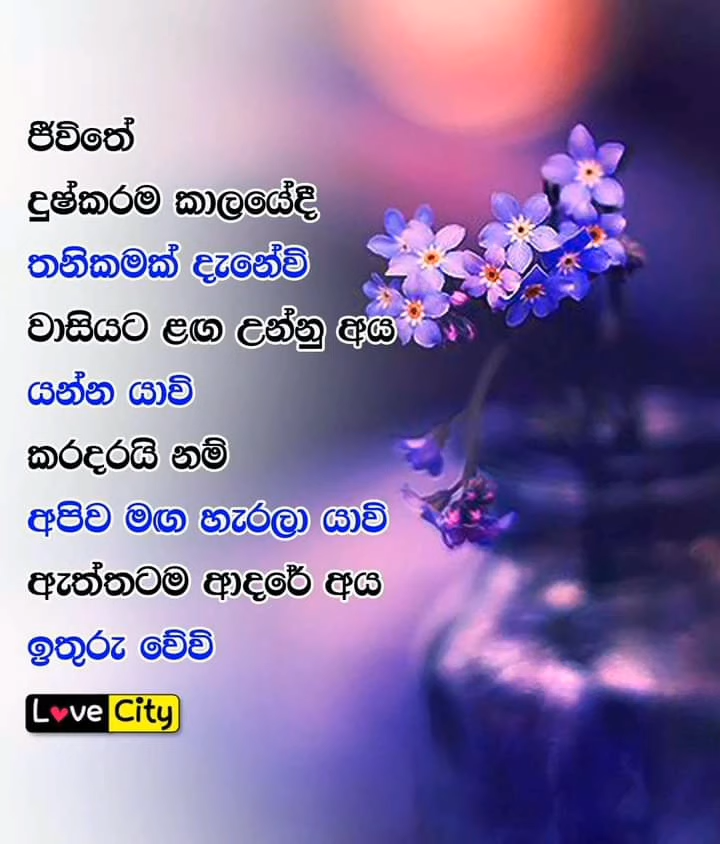 ජීවිතේ
දුෂ්කරම කාලයේදී
තනිකමක් දැනේවි
වාසියට ළඟ උන්නු අය
යන්න යාවි
කරදරයි නම්
අපිව මඟ හැරලා යාවි
ඇත්තටම ආදරේ අය
ඉතුරු වේවි
Love City